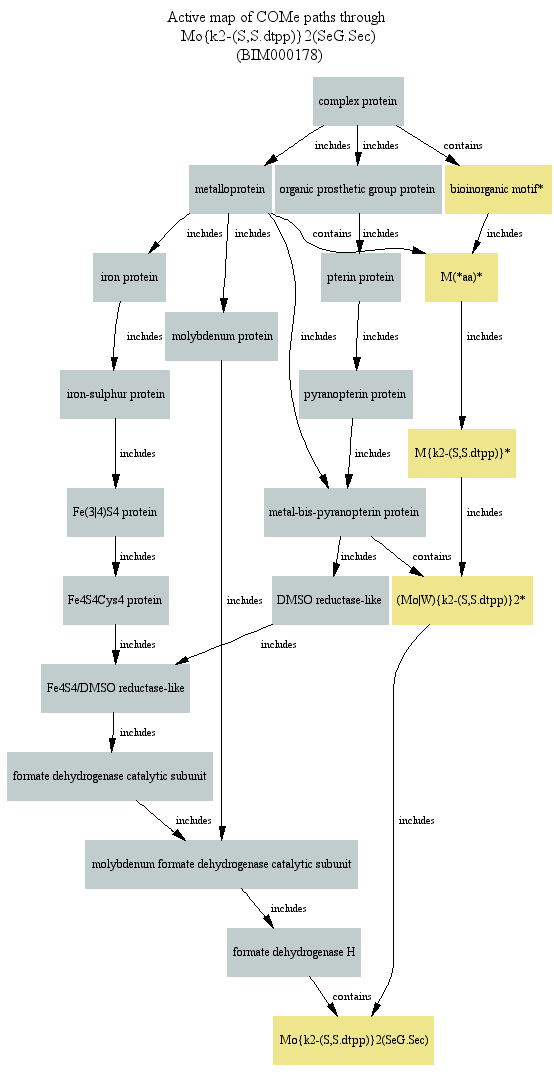 Active map of COMe paths through
Mo{k2-(S,S.dtpp)}2(SeG.Sec)
(BIM000178)
complex protein
includes
includes
contains
metalloprotein
organic prosthetic group protein
bioinorganic motif*
includes
includes
contains
includes
includes
iron protein
pterin protein
M(*aa)*
molybdenum protein
includes
includes
includes
includes
iron-sulphur protein
pyranopterin protein
M{k2-(S,S.dtpp)}*
includes
includes
includes
Fe(3|4)S4 protein
metal-bis-pyranopterin protein
includes
includes
contains
Fe4S4Cys4 protein
DMSO reductase-like
(Mo|W){k2-(S,S.dtpp)}2*
includes
includes
includes
Fe4S4/DMSO reductase-like
includes
formate dehydrogenase catalytic subunit
includes
includes
molybdenum formate dehydrogenase catalytic subunit
includes
formate dehydrogenase H
contains
Mo{k2-(S,S.dtpp)}2(SeG.Sec)